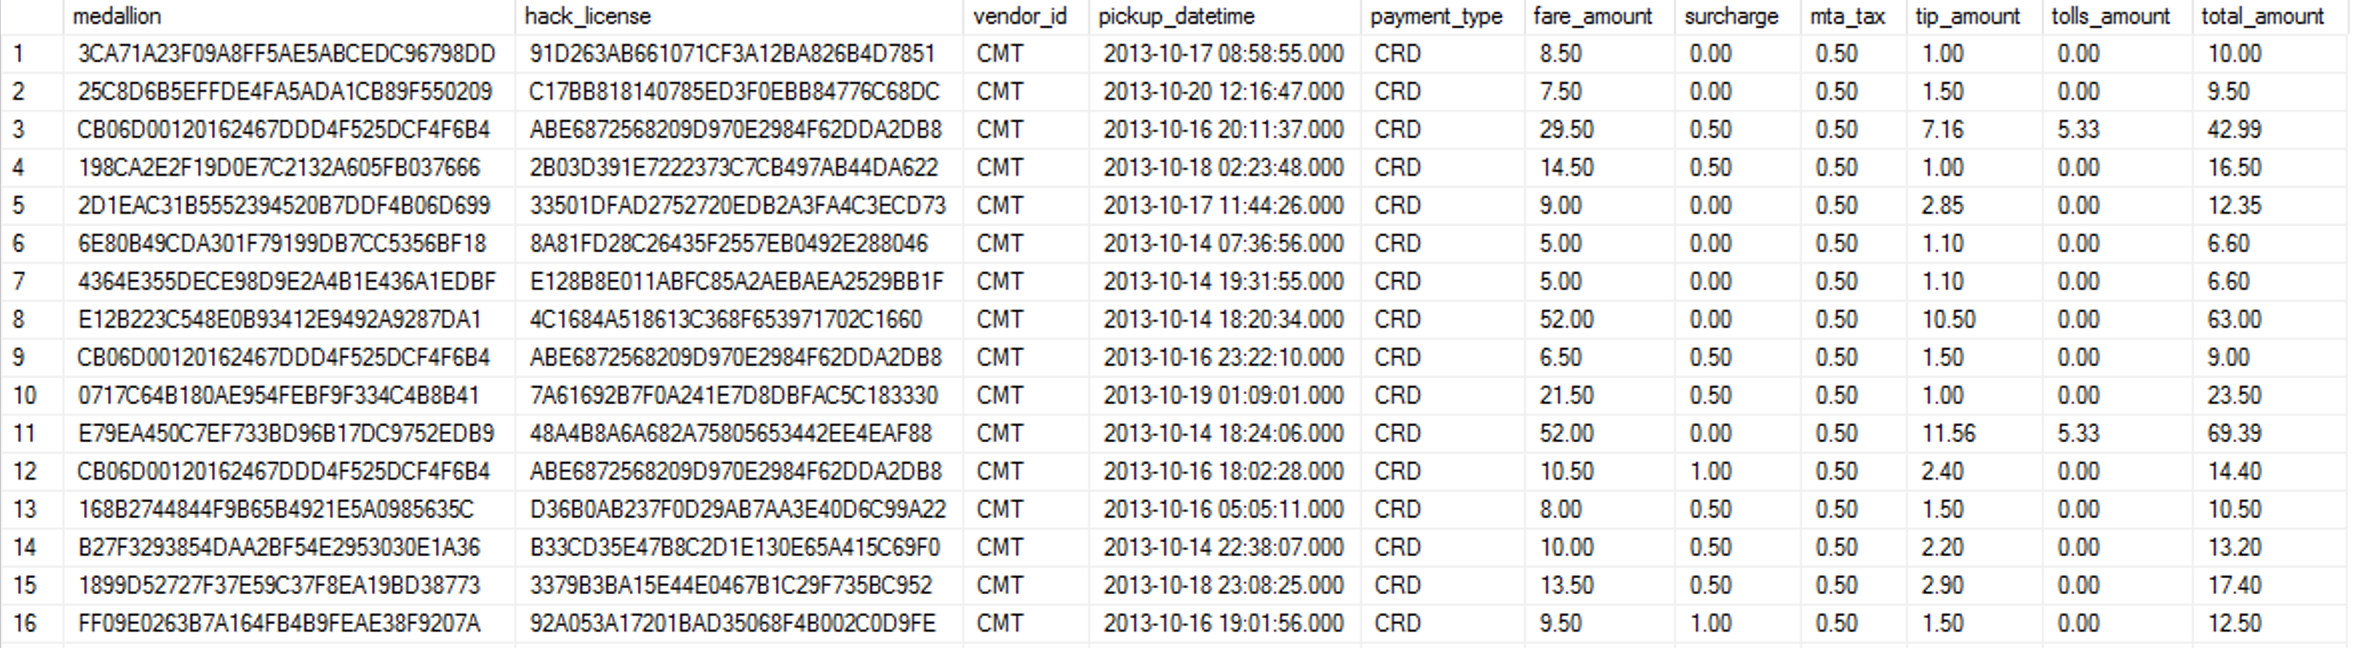 medallion hack_license vendor_id pickup_datetime payment_type fare_amount surcharge mta_tax tip_amount tolls_amount total_amount
1 3CA71A23F09A8FF5AE5ABCEDC96798DD 91D263AB661071CF3A12BA826B4D7851 CMT 2013-10-17 08:58:55.000 CRD 8.50 0.00 0.50 1.00 0.00 10.00
2 25C8D6B5EFFDE4FA5ADA1CB89F550209 C17BB818140785ED3F0EBB84776C68DC CMT 2013-10-20 12:16:47.000 CRD 7.50 0.00 0.50 1.50 0.00 9.50
3 CB06D00120162467DDD4F525DCF4F6B4 ABE6872568209D970E2984F62DDA2DB8 CMT 2013-10-16 20:11:37.000 CRD 29.50 0.50 0.50 7.16 5.33 42.99
4 198CA2E2F19D0E7C2132A605FB037666 2B03D391E7222373C7CB497AB44DA622 CMT 2013-10-18 02:23:48.000 CRD 14.50 0.50 0.50 1.00 0.00 16.50
5 2D1EAC31B5552394520B7DDF4B06D699 33501DFAD2752720EDB2A3FA4C3ECD73 CMT 2013-10-17 11:44:26.000 CRD 9.00 0.00 0.50 2.85 0.00 12.35
6 6E80B49CDA301F79199DB7CC5356BF18 8A81FD28C26435F2557EB0492E288046 CMT 2013-10-14 07:36:56.000 CRD 5.00 0.00 0.50 1.10 0.00 6.60
7 4364E355DECE98D9E2A4B1E436A1EDBF E128B8E011ABFC85A2AEBAEA2529BB1F CMT 2013-10-14 19:31:55.000 CRD 5.00 0.00 0.50 1.10 0.00 6.60
8 E12B223C548E0B93412E9492A9287DA1 4C1684A518613C368F653971702C1660 CMT 2013-10-14 18:20:34.000 CRD 52.00 0.00 0.50 10.50 0.00 63.00
9 CB06D00120162467DDD4F525DCF4F6B4 ABE6872568209D970E2984F62DDA2DB8 CMT 2013-10-16 23:22:10.000 CRD 6.50 0.50 0.50 1.50 0.00 9.00
10 0717C64B180AE954FEBF9F334C4B8B41 7A61692B7F0A241E7D8DBFAC5C183330 CMT 2013-10-19 01:09:01.000 CRD 21.50 0.50 0.50 1.00 0.00 23.50
11 E79EA450C7EF733BD96B17DC9752EDB9 48A4B8A6A682A75805653442EE4EAF88 CMT 2013-10-14 18:24:06.000 CRD 52.00 0.00 0.50 11.56 5.33 69.39
12 CB06D00120162467DDD4F525DCF4F6B4 ABE6872568209D970E2984F62DDA2DB8 CMT 2013-10-16 18:02:28.000 CRD 10.50 1.00 0.50 2.40 0.00 14.40
13 168B2744844F9B65B4921E5A0985635C D36B0AB237F0D29AB7AA3E40D6C99A22 CMT 2013-10-16 05:05:11.000 CRD 8.00 0.50 0.50 1.50 0.00 10.50
14 B27F3293854DAA2BF54E2953030E1A36 B33CD35E47B8C2D1E130E65A415C69F0 CMT 2013-10-14 22:38:07.000 CRD 10.00 0.50 0.50 2.20 0.00 13.20
15 1899D52727F37E59C37F8EA19BD38773 3379B3BA15E44E0467B1C29F735BC952 CMT 2013-10-18 23:08:25.000 CRD 13.50 0.50 0.50 2.90 0.00 17.40
16 FF09E0263B7A164FB4B9FEAE38F9207A 92A053A17201BAD35068F4B002C0D9FE CMT 2013-10-16 19:01:56.000 CRD 9.50 1.00 0.50 1.50 0.00 12.50